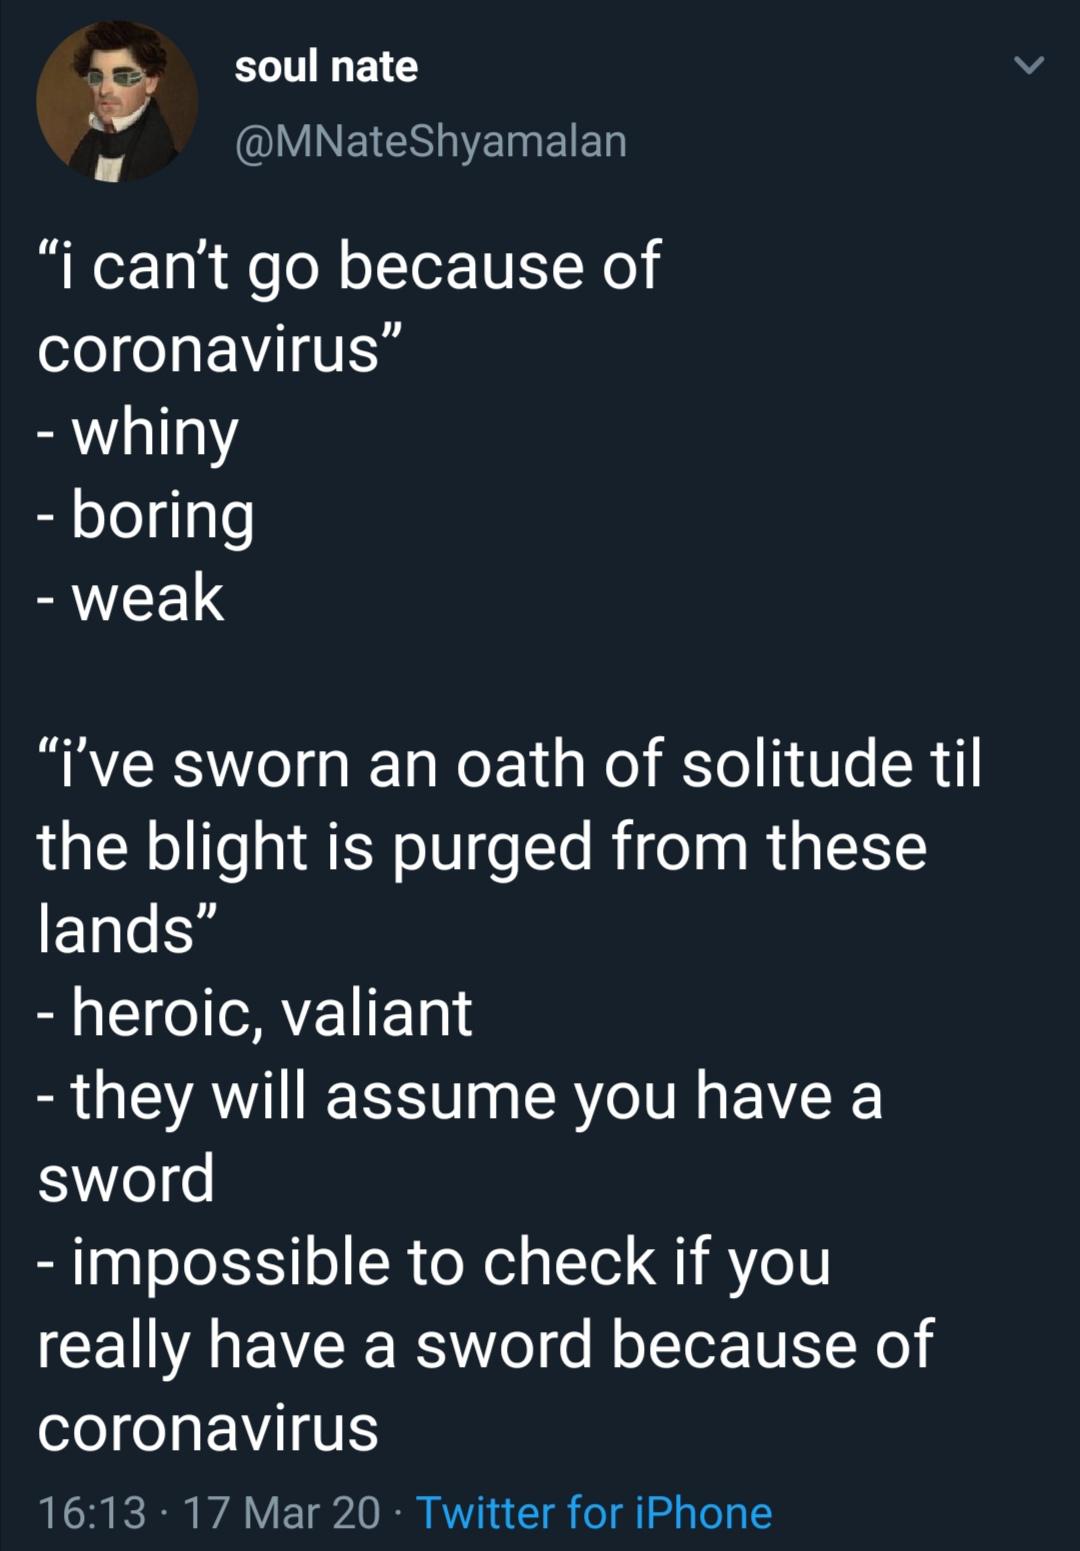 soul nate
@MNateShyamalan
“i can’t go because of
coronavirus”
- whiny
- boring
- weak
“i’ve sworn an oath of solitude til
the blight is purged from these
lands”
- heroic, valiant
- they will assume you have a
sword
- impossible to check if you
really have a sword because of
coronavirus
16:13 · 17 Mar 20 · Twitter for iPhone